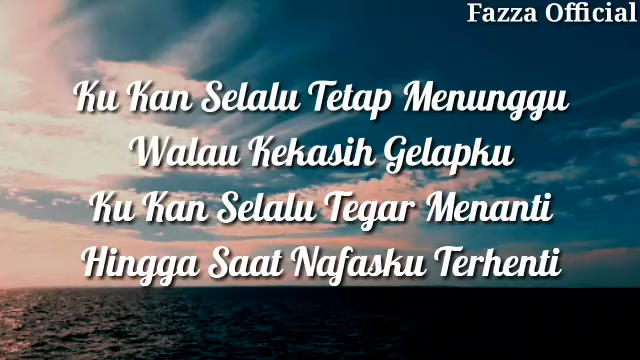 Fazza Official
Ku Kan Selalu Tetap Menunggu
Walau Kekasih Gelapku
Ku Kan Selalu Tegar Menanti
Hingga Saat Nafasku Terhenti